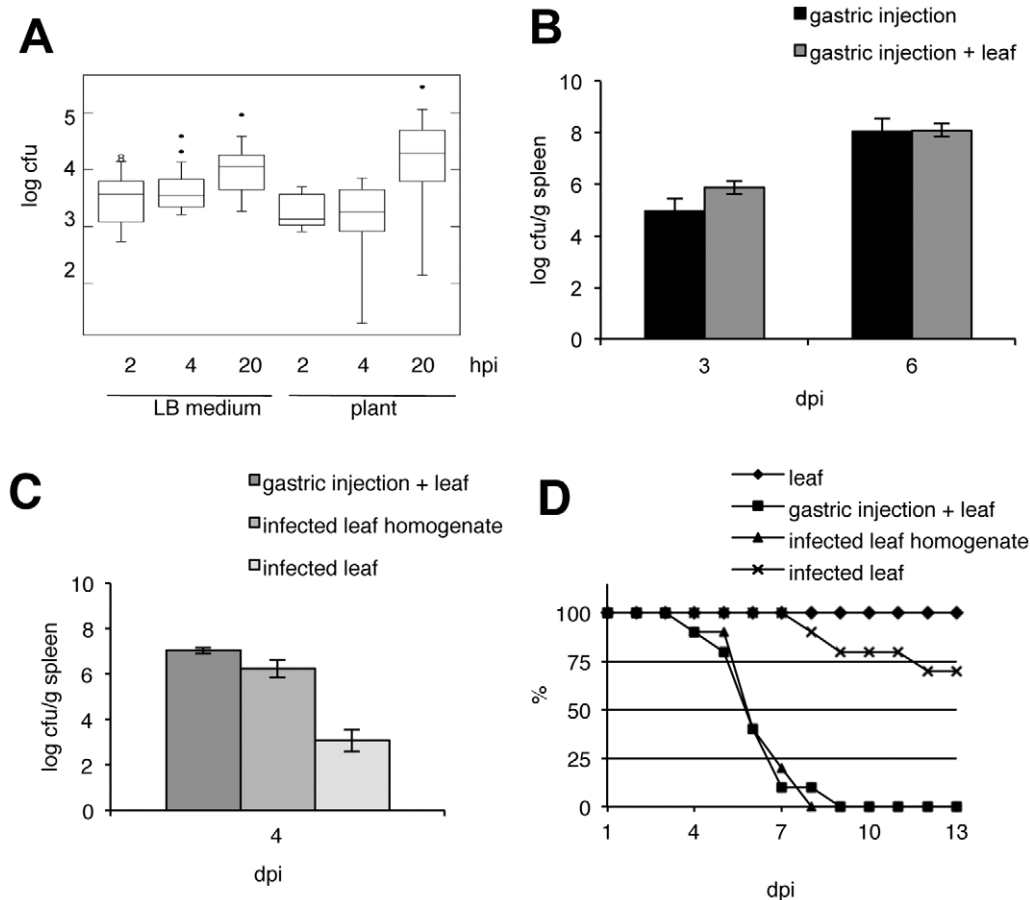 A
log cfu
5
4
3
2
2 4 20 2 4 20 hpi
LB medium plant
B
gastric injection
gastric injection + leaf
log cfu/g spleen
10
8
6
4
2
0
3 6
dpi
C
gastric injection + leaf
infected leaf homogenate
infected leaf
log cfu/g spleen
10
8
6
4
2
0
4
dpi
D
leaf
gastric injection + leaf
infected leaf homogenate
infected leaf
%
100
75
50
25
0
1 4 7 10 13
dpi